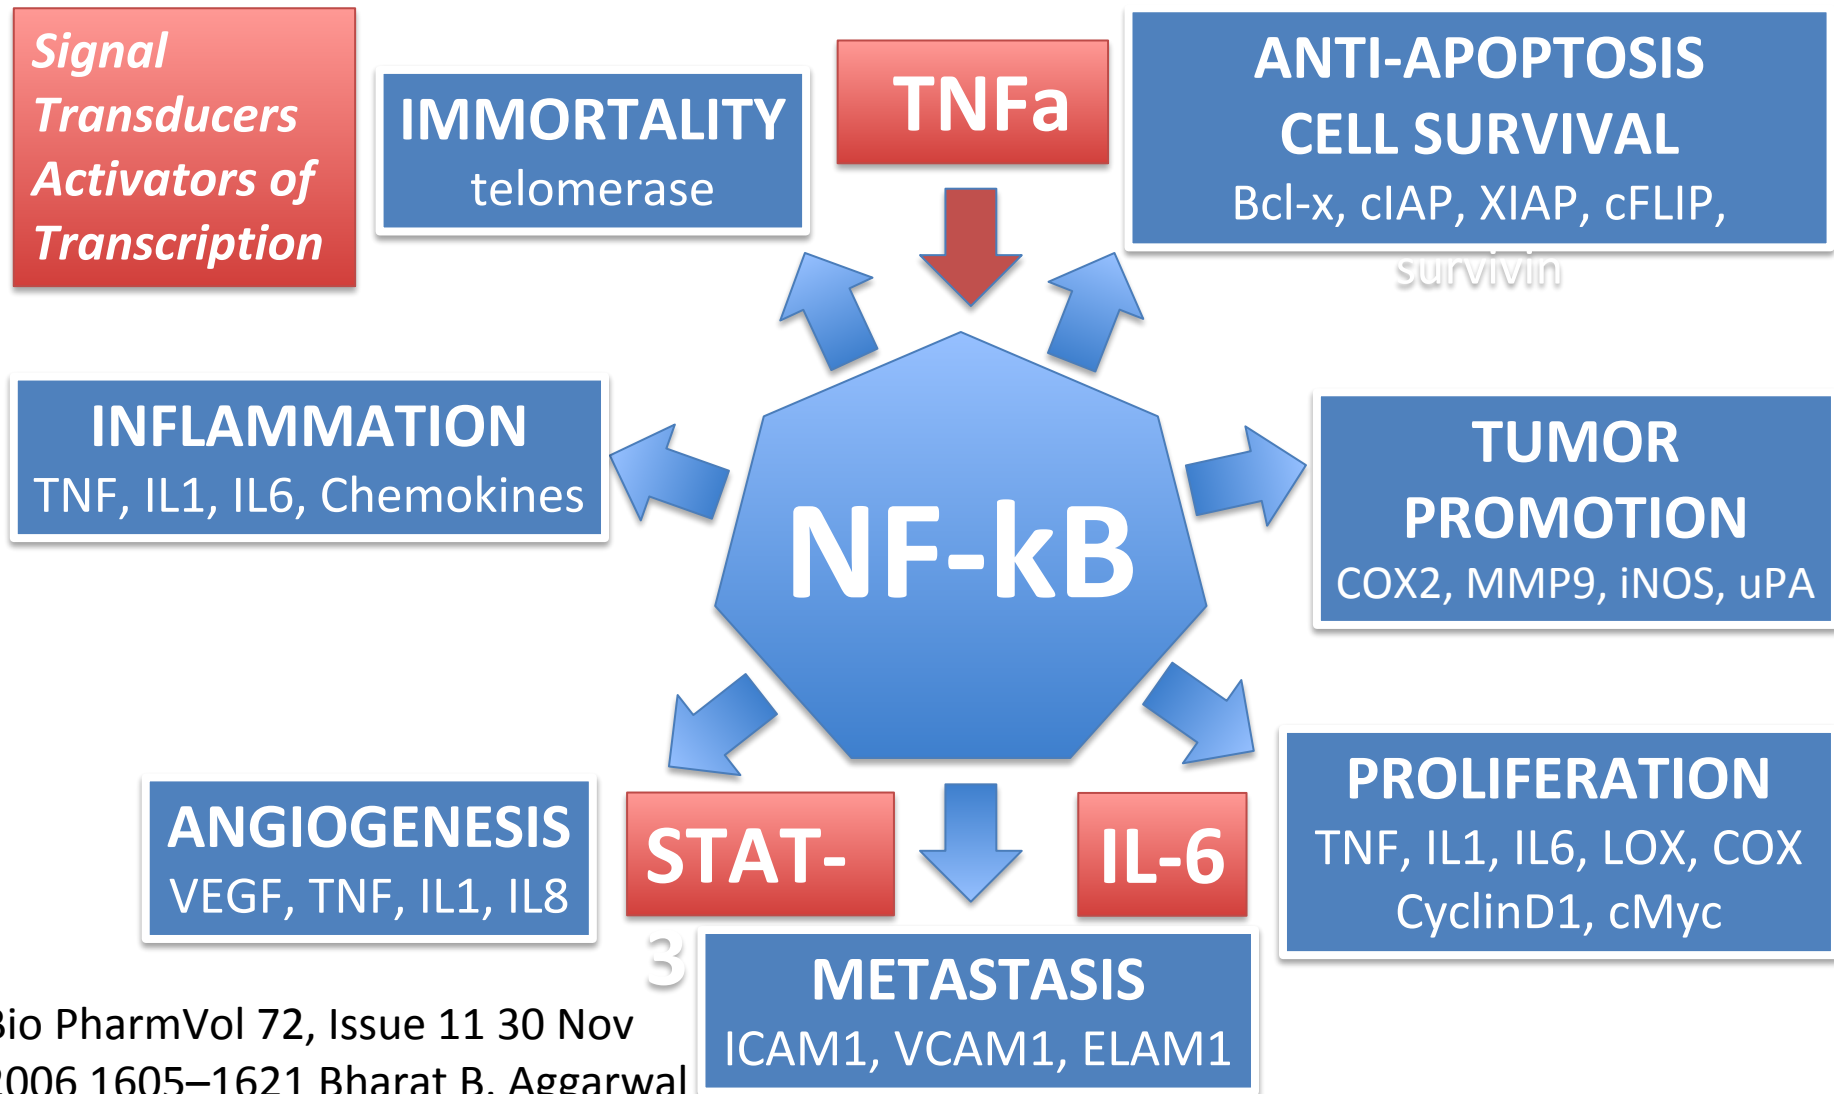 Signal
Transducers
Activators of
Transcription
IMMORTALITY
telomerase
TNFa
ANTI-APOPTOSIS
CELL SURVIVAL
Bcl-x, cIAP, XIAP, cFLIP,
survivin
INFLAMMATION
TNF, IL1, IL6, Chemokines
NF-kB
TUMOR
PROMOTION
COX2, MMP9, iNOS, uPA
ANGIOGENESIS
VEGF, TNF, IL1, IL8
STAT-
3
IL-6
PROLIFERATION
TNF, IL1, IL6, LOX, COX
CyclinD1, cMyc
METASTASIS
ICAM1, VCAM1, ELAM1
Bio PharmVol 72, Issue 11 30 Nov
2006 1605–1621 Bharat B. Aggarwal